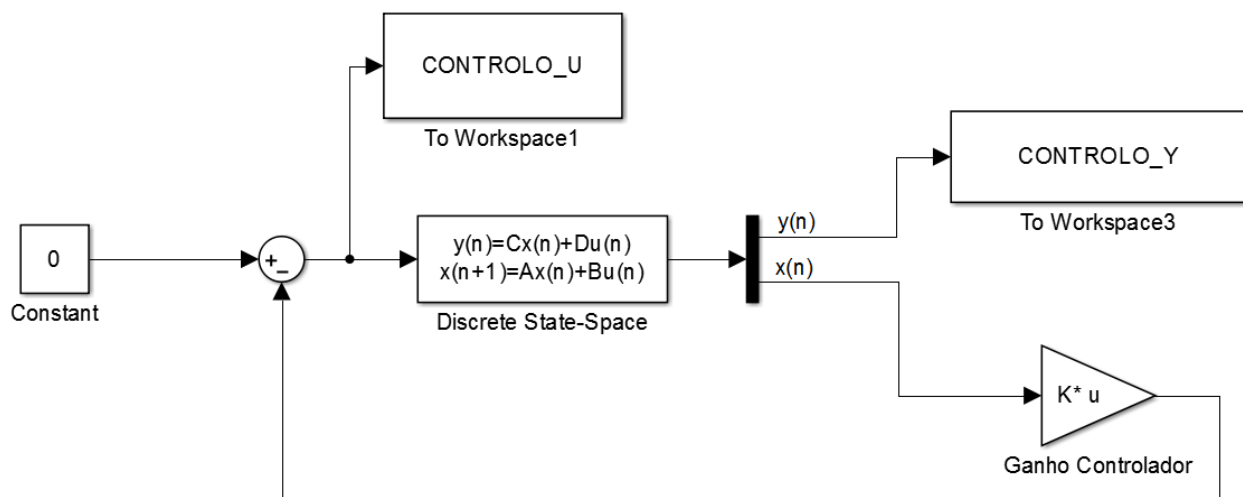 CONTROLO_U
To Workspace1
CONTROLO_Y
To Workspace3
0
Constant
+
−
y(n)=Cx(n)+Du(n)
x(n+1)=Ax(n)+Bu(n)
Discrete State-Space
y(n)
x(n)
K* u
Ganho Controlador